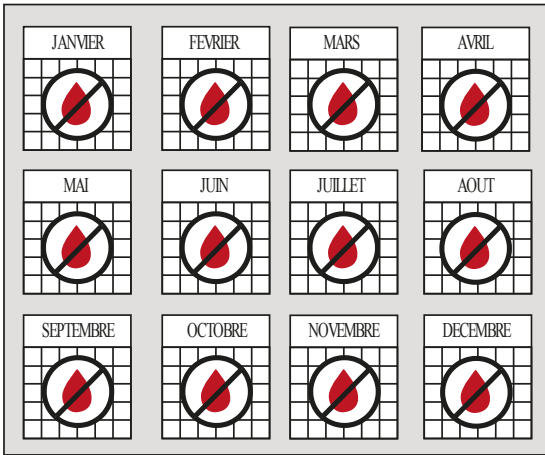 JANVIER
FEVRIER
MARS
AVRIL
MAI
JUIN
JUILLET
AOUT
SEPTEMBRE
OCTOBRE
NOVEMBRE
DECEMBRE